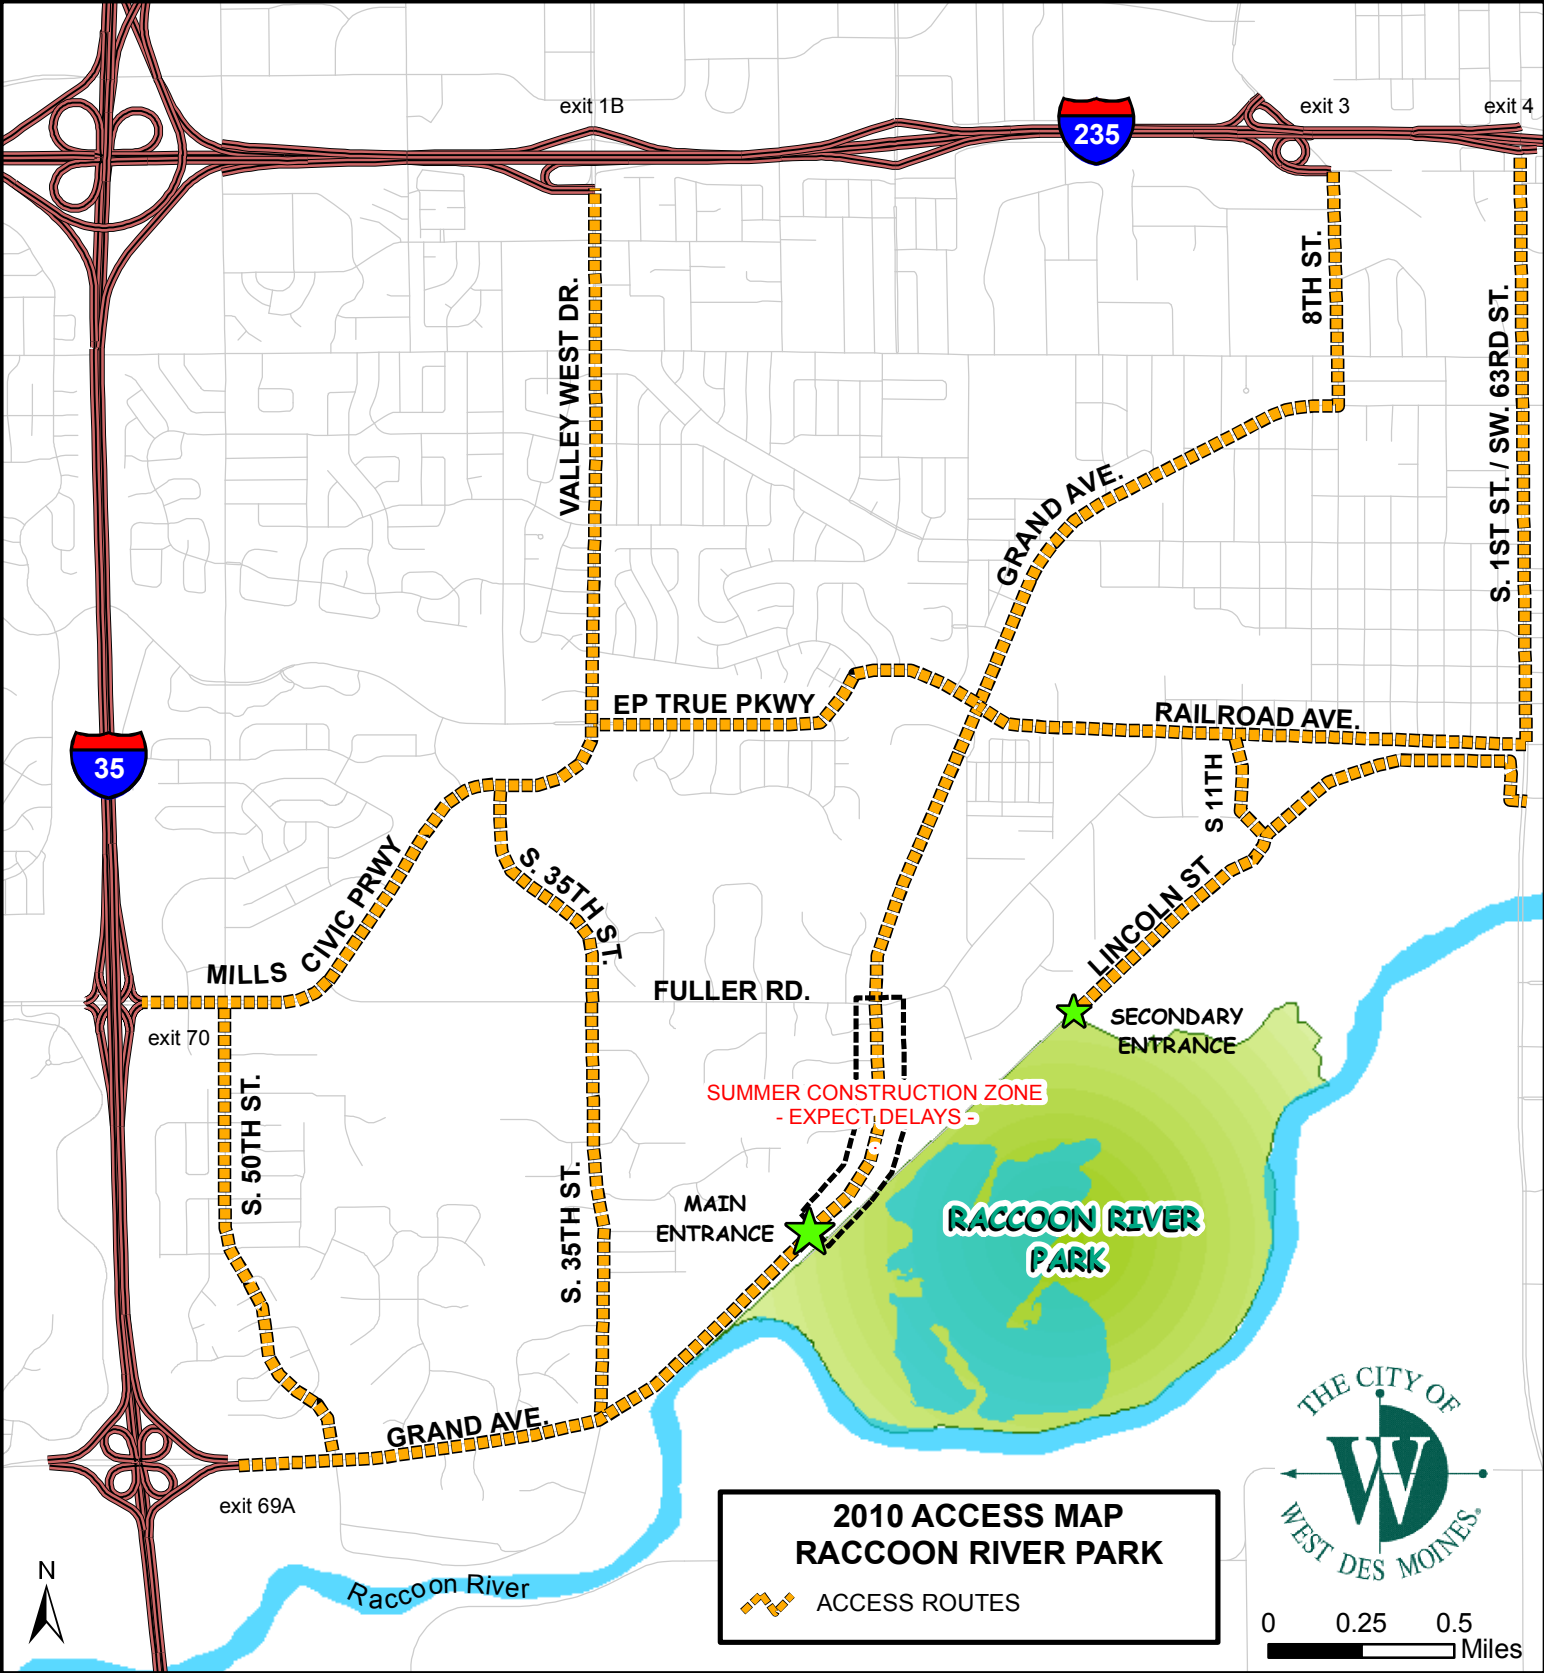 exit 1B
exit 3
exit 4
235
8TH ST.
VALLEY WEST DR.
S. 1ST ST. / SW. 63RD ST.
GRAND AVE.
EP TRUE PKWY
RAILROAD AVE.
35
S 11TH
S. 35TH ST.
CIVIC PRWY
LINCOLN ST
MILLS
FULLER RD.
SECONDARY
ENTRANCE
exit 70
SUMMER CONSTRUCTION ZONE
- EXPECT DELAYS -
S. 50TH ST.
S. 35TH ST.
MAIN
ENTRANCE
RACCOON RIVER
PARK
GRAND AVE.
exit 69A
THE CITY OF
W
WEST DES MOINES®
2010 ACCESS MAP
RACCOON RIVER PARK
ACCESS ROUTES
N
Raccoon River
0 0.25 0.5
Miles